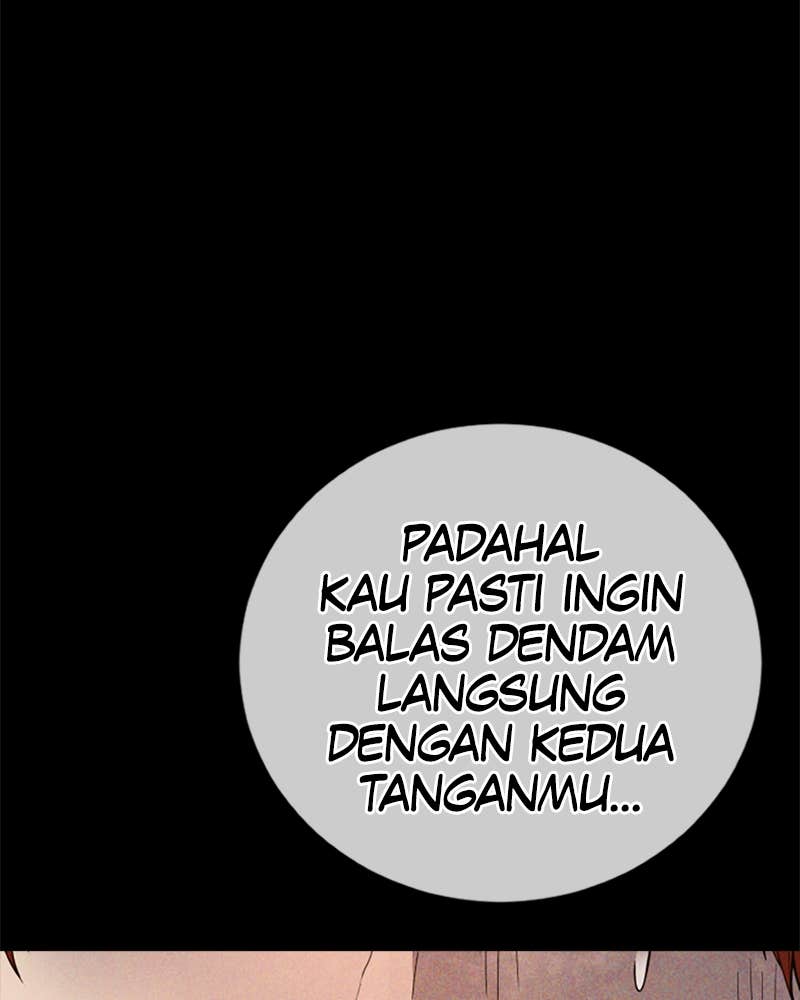 PADAHAL
KAU PASTI INGIN
BALAS DENDAM
LANGSUNG
DENGAN KEDUA
TANGANMU...